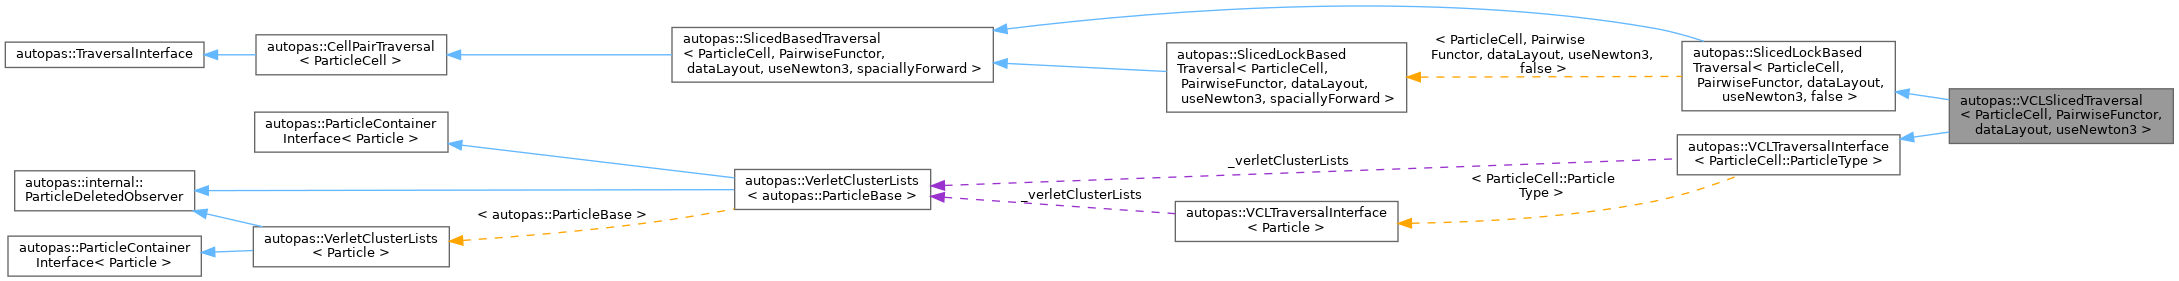 autopas::TraversalInterface
autopas::CellPairTraversal
< ParticleCell >
autopas::SlicedBasedTraversal
< ParticleCell, PairwiseFunctor,
dataLayout, useNewton3, spaciallyForward >
autopas::SlicedLockBased
Traversal< ParticleCell,
PairwiseFunctor, dataLayout,
useNewton3, spaciallyForward >
< ParticleCell, Pairwise
Functor, dataLayout, useNewton3,
false >
autopas::SlicedLockBased
Traversal< ParticleCell,
PairwiseFunctor, dataLayout,
useNewton3, false >
autopas::VCLSlicedTraversal
< ParticleCell, PairwiseFunctor,
dataLayout, useNewton3 >
autopas::ParticleContainer
Interface< Particle >
autopas::internal::
ParticleDeletedObserver
autopas::VerletClusterLists
< autopas::ParticleBase >
_verletClusterLists
autopas::VCLTraversalInterface
< ParticleCell::ParticleType >
_verletClusterLists
< ParticleCell::Particle
Type >
autopas::VCLTraversalInterface
< Particle >
< autopas::ParticleBase >
autopas::ParticleContainer
Interface< Particle >
autopas::VerletClusterLists
< Particle >